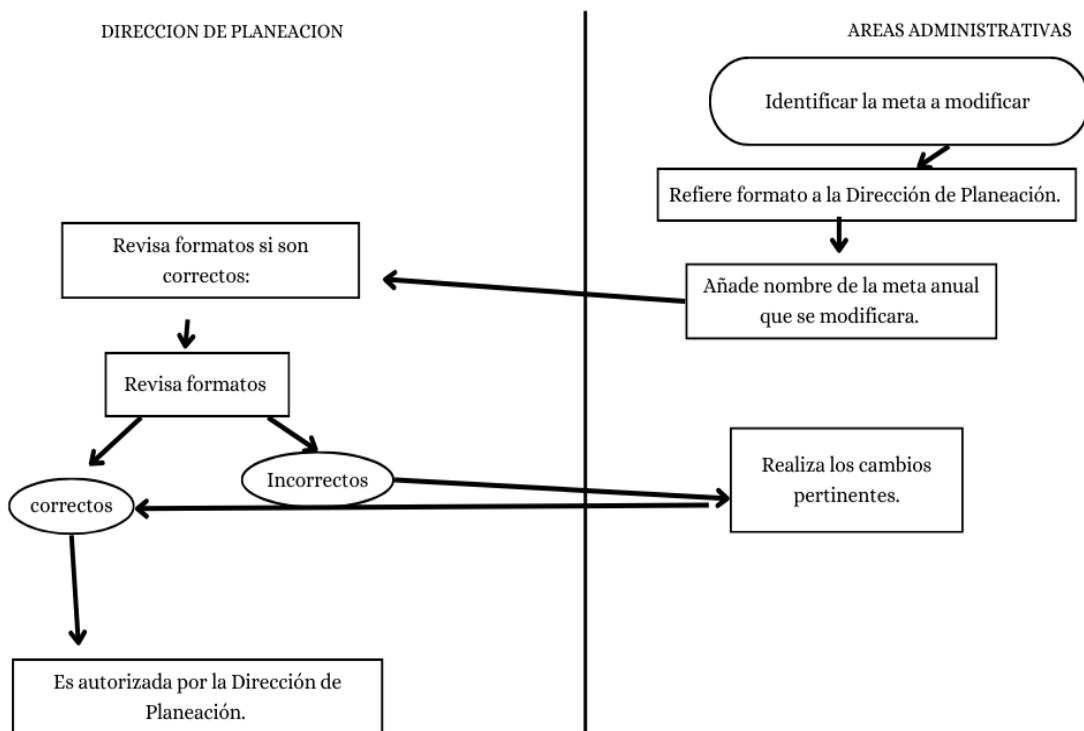 DIRECCION DE PLANEACION
AREAS ADMINISTRATIVAS
Identificar la meta a modificar
Refiere formato a la Dirección de Planeación.
Añade nombre de la meta anual
que se modificara.
Revisa formatos si son
correctos:
Revisa formatos
Incorrectos
correctos
Realiza los cambios
pertinentes.
Es autorizada por la Dirección de
Planeación.